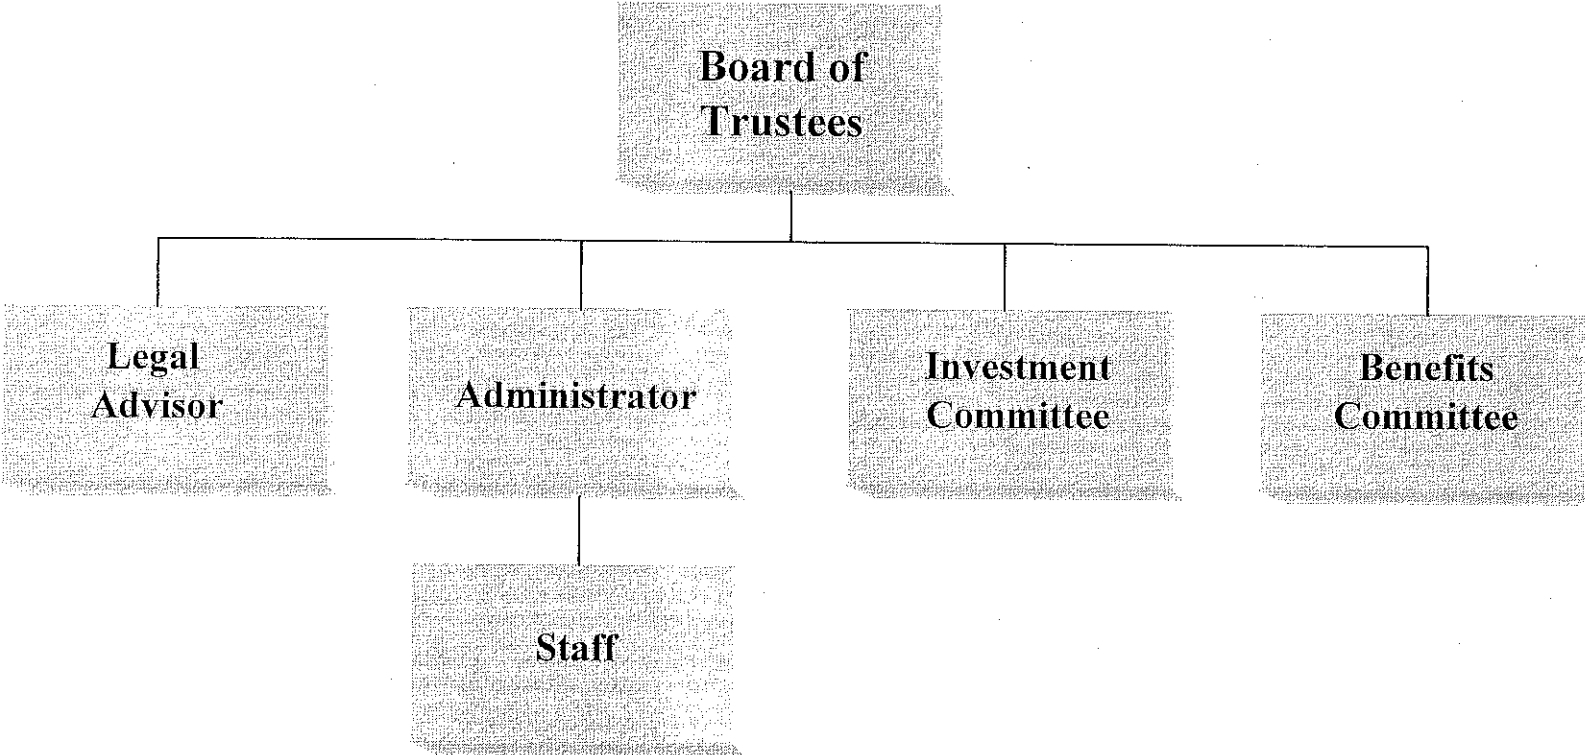 Board of
Trustees
Legal
Advisor
Administrator
Investment
Committee
Benefits
Committee
Staff